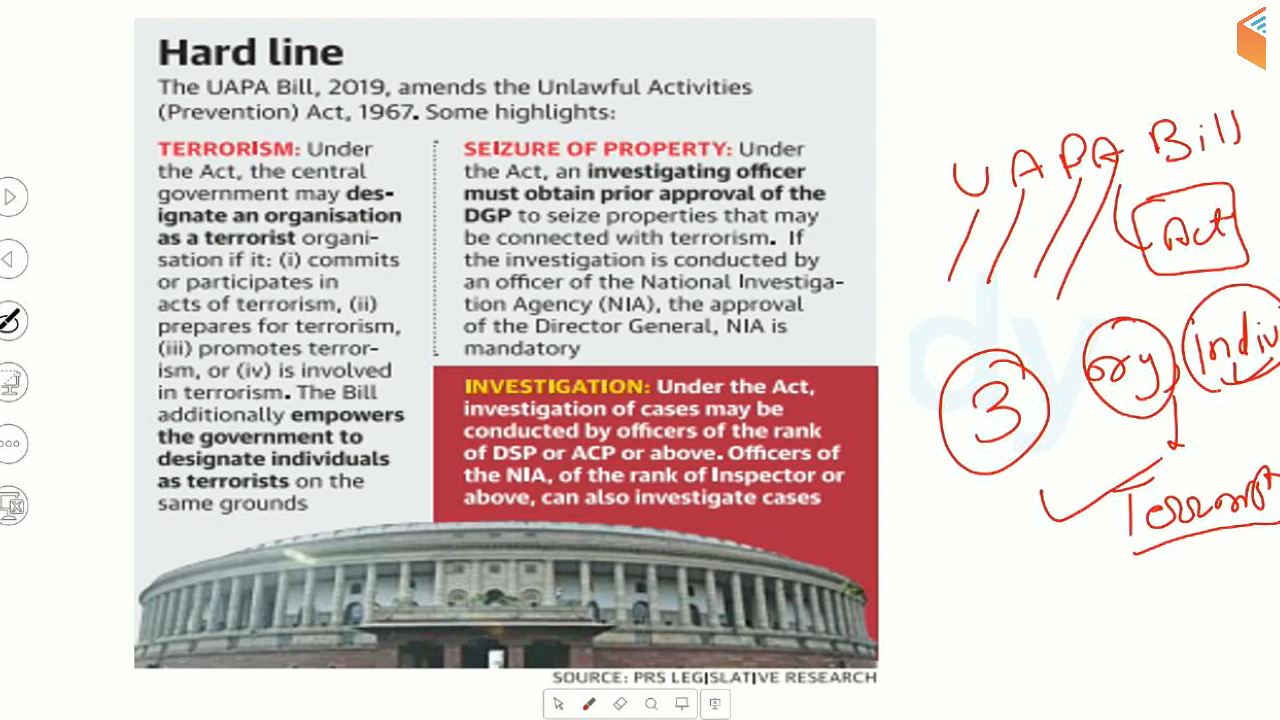 Hard line
The UAPA Bill, 2019, amends the Unlawful Activities
(Prevention) Act, 1967. Some highlights:
TERRORISM: Under
the Act, the central
government may des-
ignate an organisation
as a terrorist organi-
sation if it: (i) commits
or participates in
acts of terrorism, (ii)
prepares for terrorism,
(iii) promotes terror-
ism, or (iv) is involved
in terrorism. The Bill
additionally empowers
the government to
designate individuals
as terrorists on the
same grounds
SEIZURE OF PROPERTY: Under
the Act, an investigating officer
must obtain prior approval of the
DGP to seize properties that may
be connected with terrorism. If
the investigation is conducted by
an officer of the National Investiga-
tion Agency (NIA), the approval
of the Director General, NIA is
mandatory
INVESTIGATION: Under the Act,
investigation of cases may be
conducted by officers of the rank
of DSP or ACP or above. Officers of
the NIA, of the rank of Inspector or
above, can also investigate cases
SOURCE: PRS LEGISLATIVE RESEARCH
UAPA Bill
Act
3
Indiv